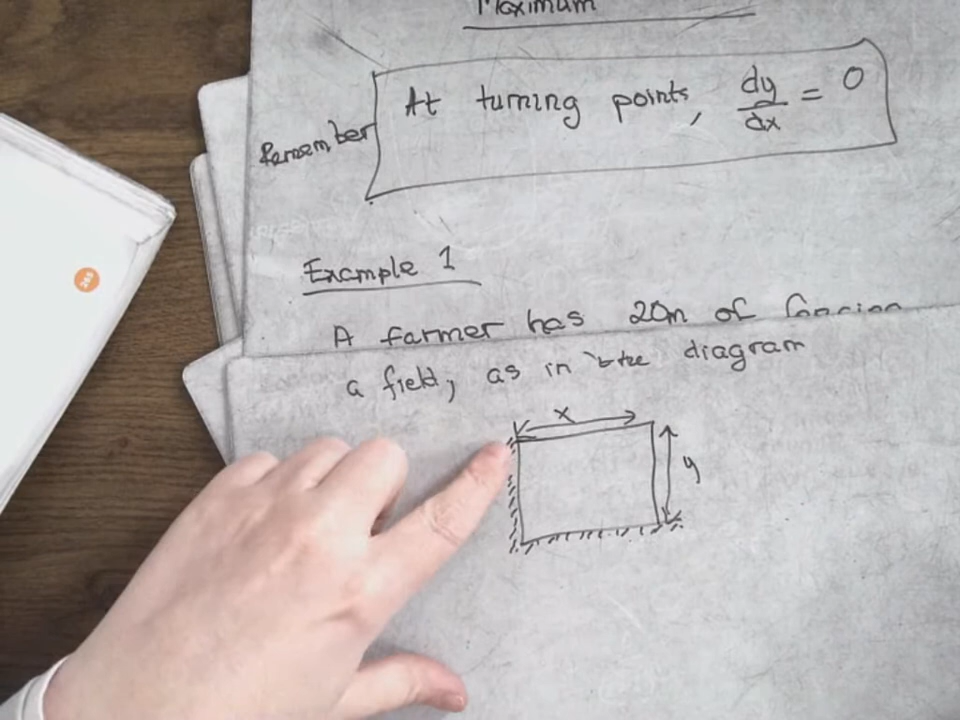 Maximum
Remember
At turning points, dy/dx = 0
Example 1
A farmer has 20m of fencing
a field, as in the diagram
x
y